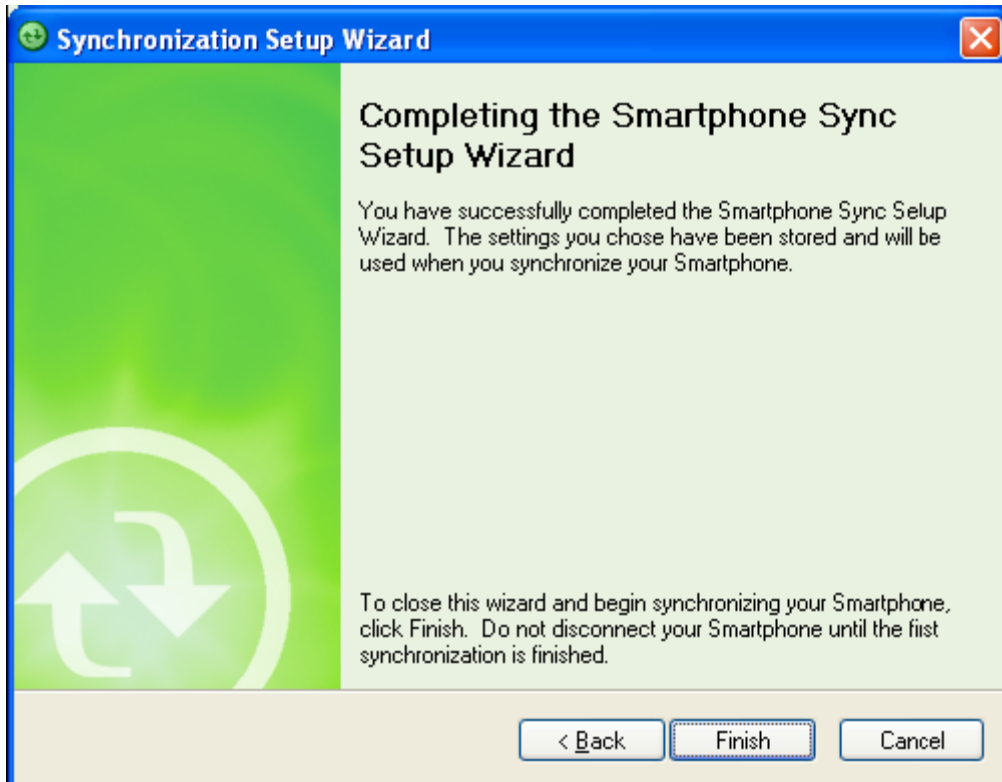 Synchronization Setup Wizard
Completing the Smartphone Sync
Setup Wizard
You have successfully completed the Smartphone Sync Setup
Wizard. The settings you chose have been stored and will be
used when you synchronize your Smartphone.
To close this wizard and begin synchronizing your Smartphone,
click Finish. Do not disconnect your Smartphone until the first
synchronization is finished.
< Back Finish Cancel